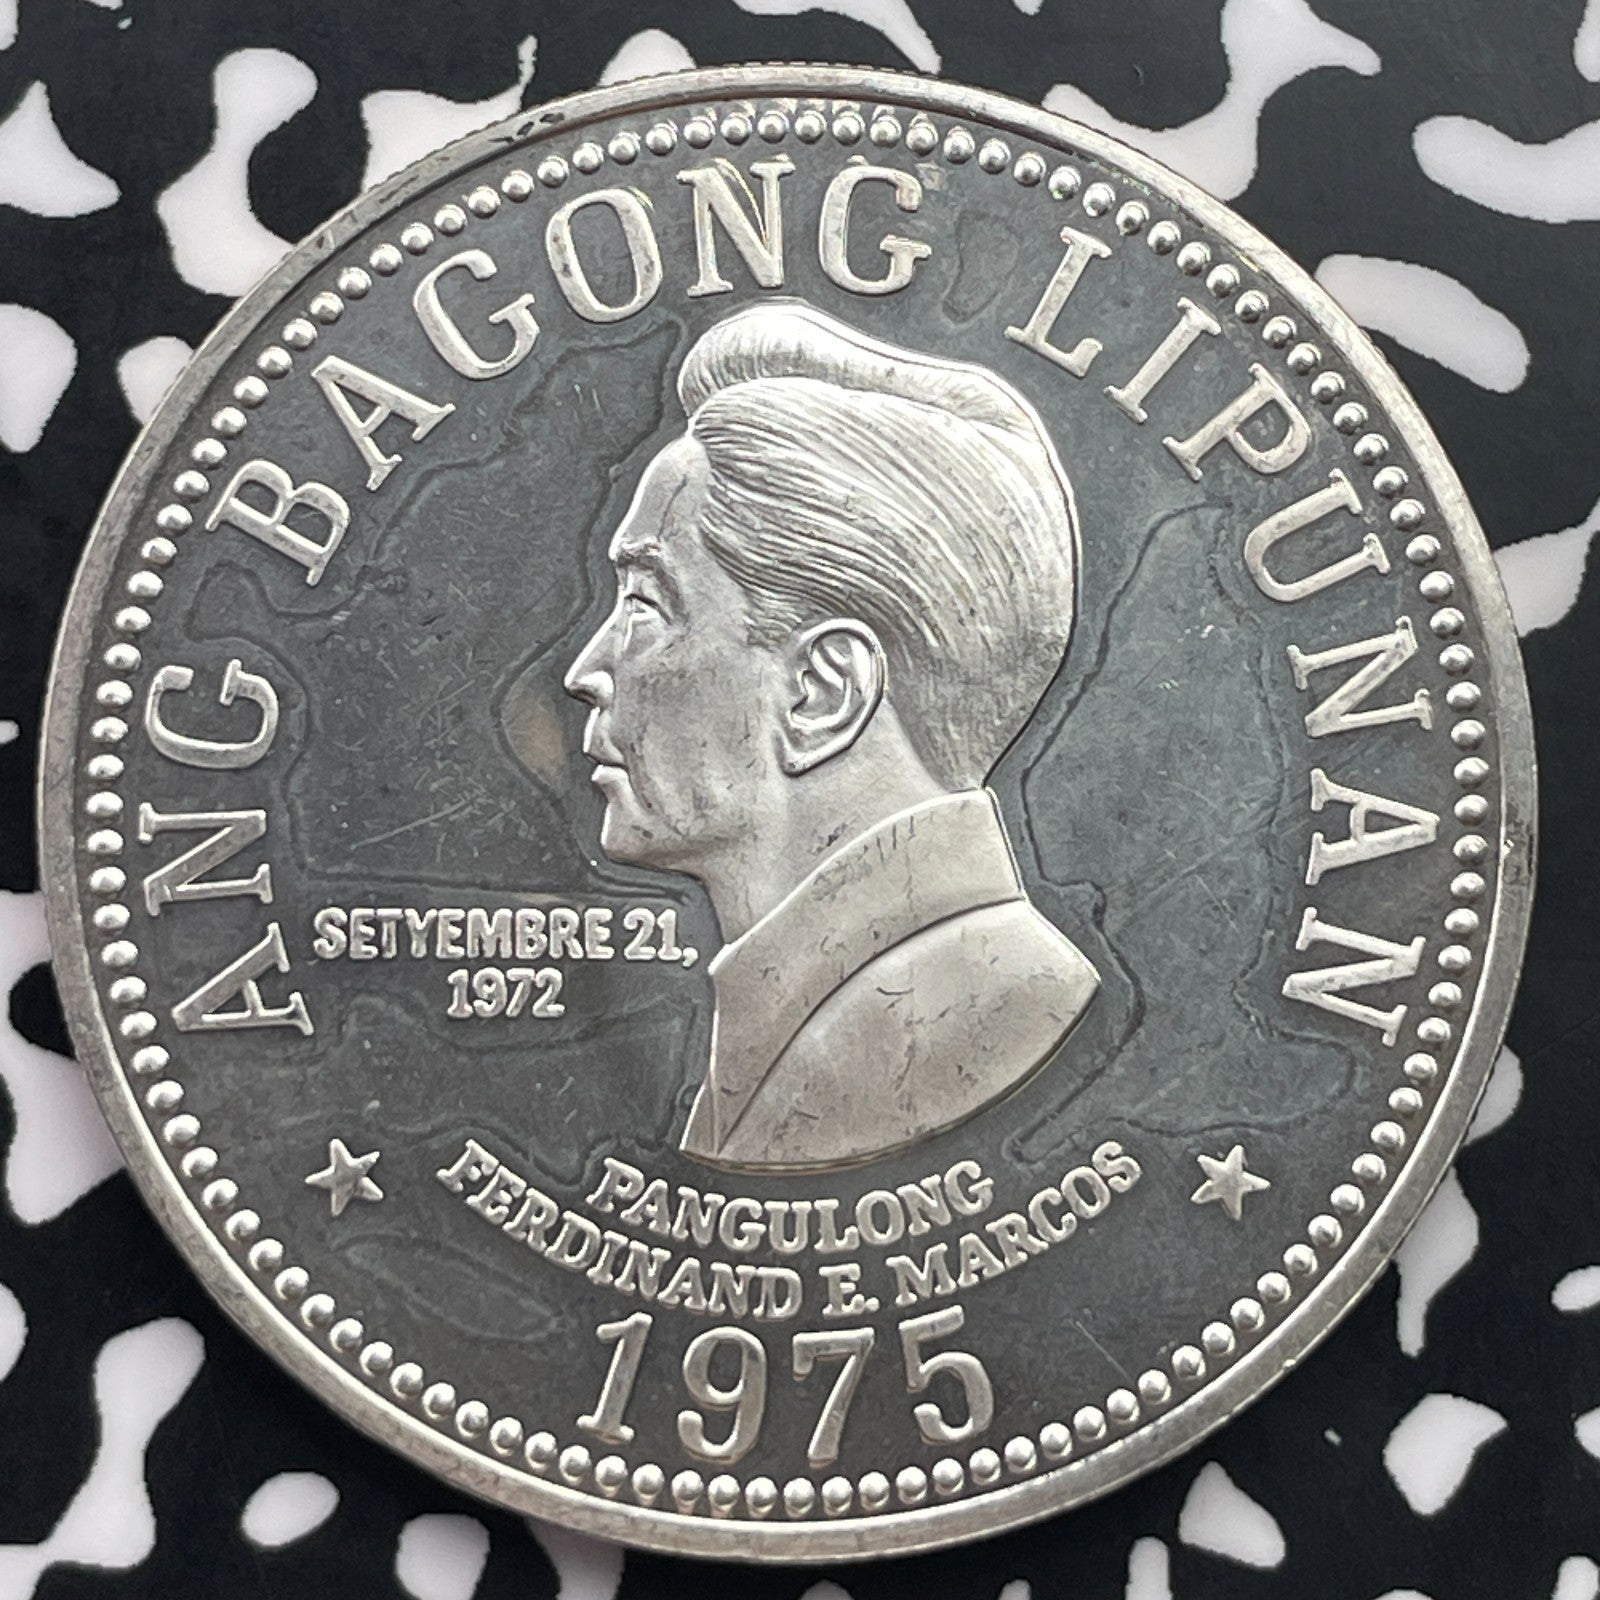 ANG BAGONG LIPUNAN
SETYEMBRE 21,
1972
PANGULONG
FERDINAND E. MARCOS
1975